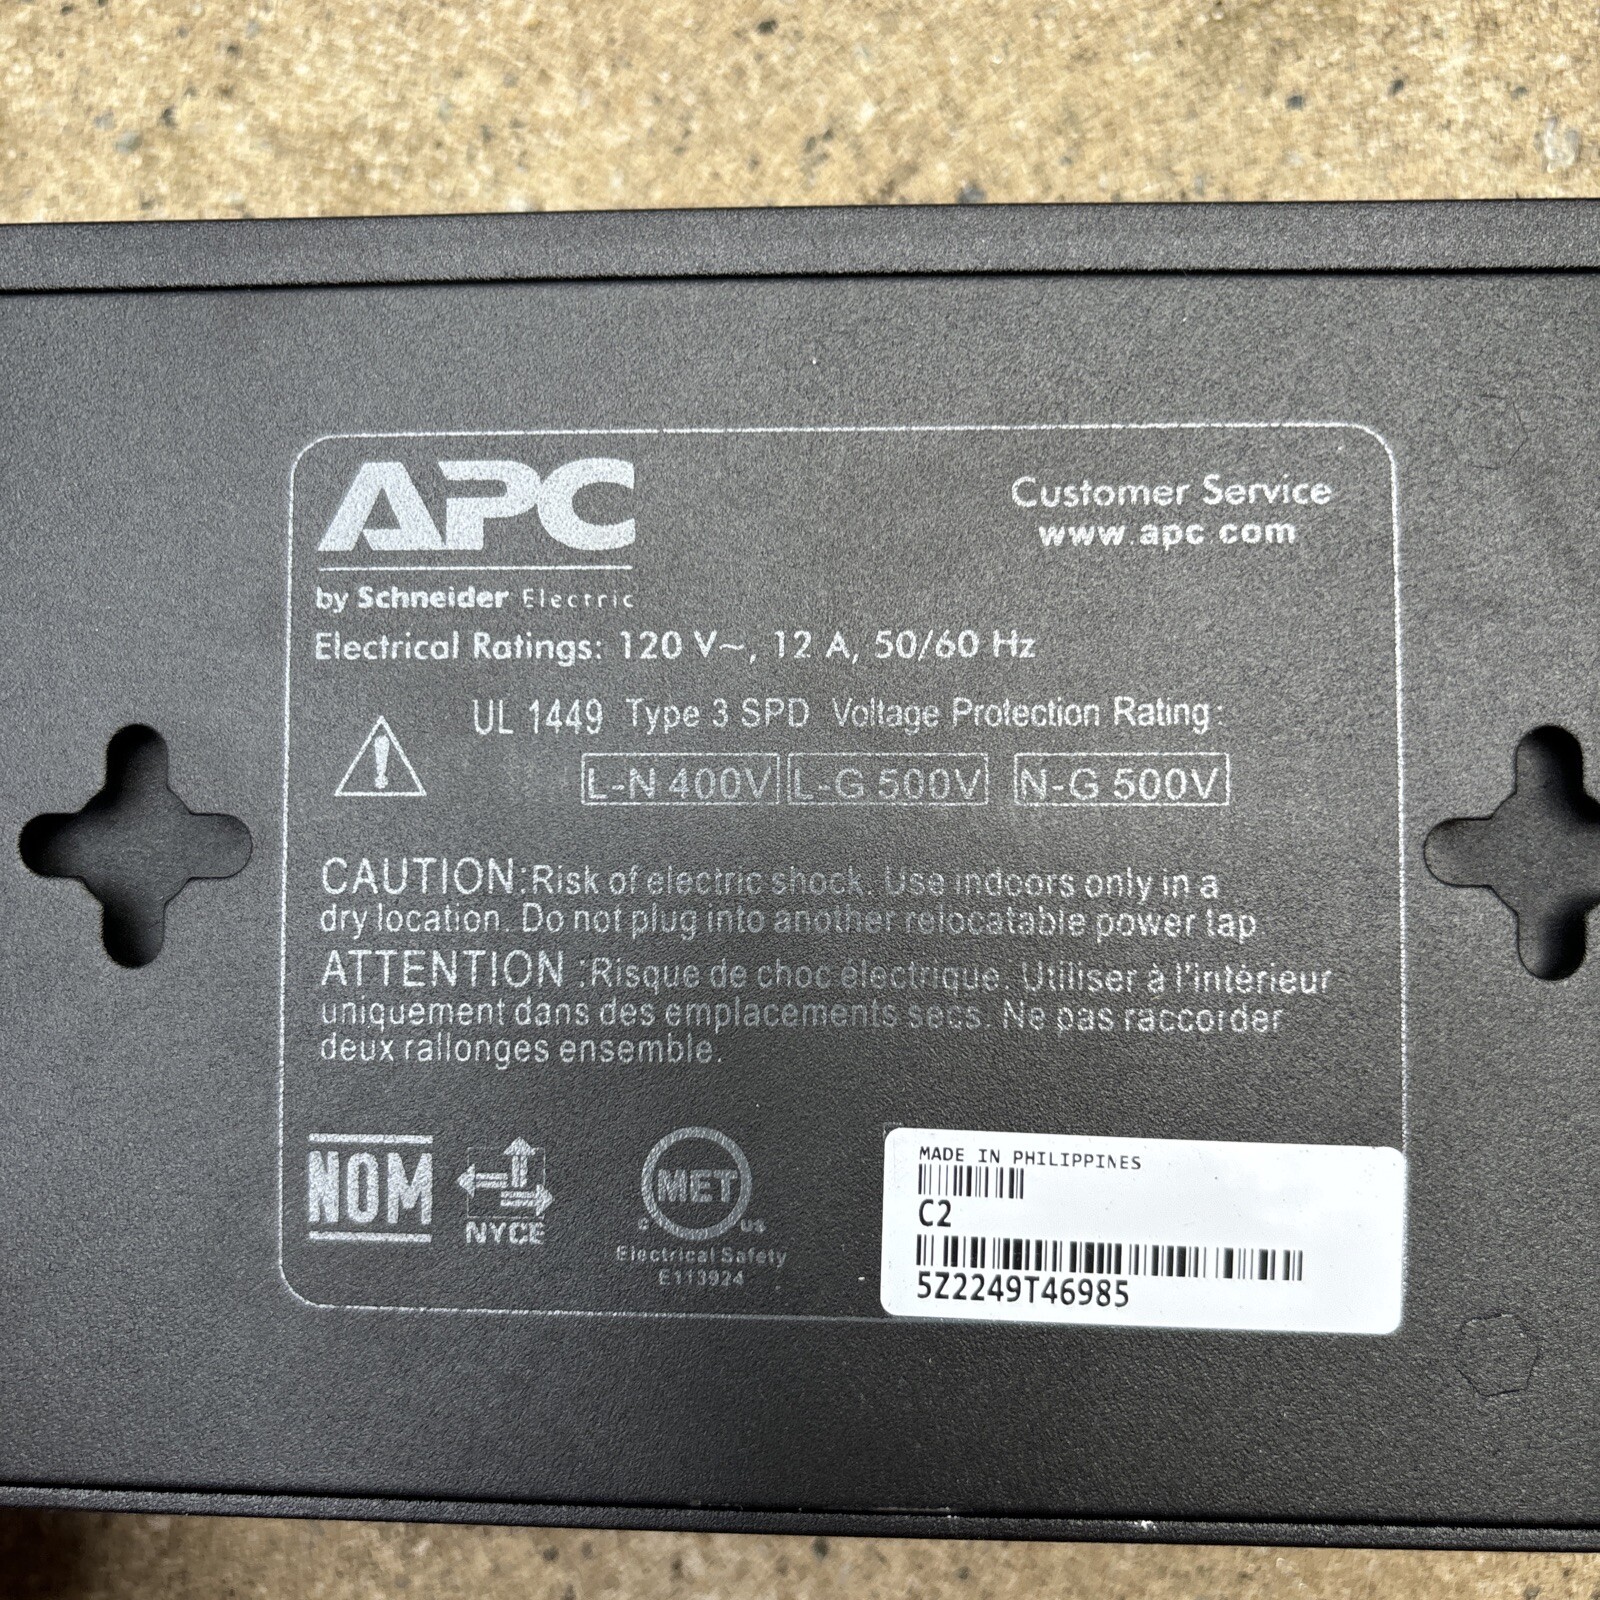 APC
Customer Service
www.apc.com
by Schneider Electric
Electrical Ratings: 120 V~, 12 A, 50/60 Hz
UL 1449 Type 3 SPD Voltage Protection Rating:
L-N 400V L-G 500V N-G 500V
CAUTION:Risk of electric shock. Use indoors only in a
dry location. Do not plug into another relocatable power tap.
ATTENTION :Risque de choc électrique. Utiliser à l'intérieur
uniquement dans des emplacements secs. Ne pas raccorder
deux rallonges ensemble.
NOM
NYCE
MET
C US
Electrical Safety
E113924
MADE IN PHILIPPINES
C2
5Z2249T46985